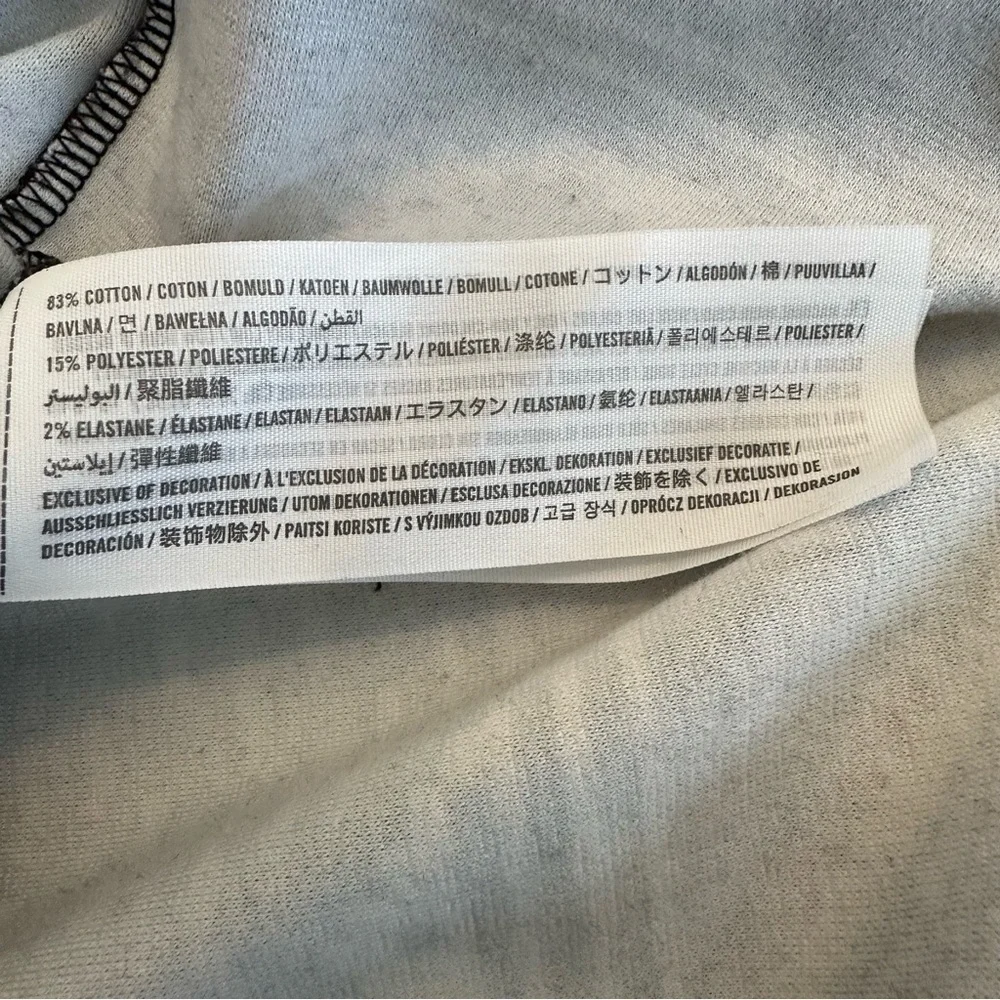 83% COTTON / COTON / BOMULD / KATOEN / BAUMWOLLE / BOMULL / COTONE / コットン / ALGODÓN / 棉 / PUUVILLAA /
BAVLNA / 면 / BAWEŁNA / ALGODÃO / القطن
15% POLYESTER / POLIESTERE / ポリエステル / POLIÉSTER / 涤纶 / POLYESTERIÄ / 폴리에스테르 / POLIESTER /
البوليستر / 聚脂纖維
2% ELASTANE / ÉLASTANE / ELASTAN / ELASTAAN / エラスタン / ELASTANO / 氨纶 / ELASTAANIA / 엘라스탄 /
إيلاستين / 彈性纖維
EXCLUSIVE OF DECORATION / À L'EXCLUSION DE LA DÉCORATION / EKSKL. DEKORATION / EXCLUSIEF DECORATIE /
AUSSCHLIESSLICH VERZIERUNG / UTOM DEKORATIONEN / ESCLUSA DECORAZIONE / 装飾を除く / EXCLUSIVO DE
DECORACIÓN / 装饰物除外 / PAITSI KORISTE / S VÝJIMKOU OZDOB / 고급 장식 / OPRÓCZ DEKORACJI / DEKORASJON